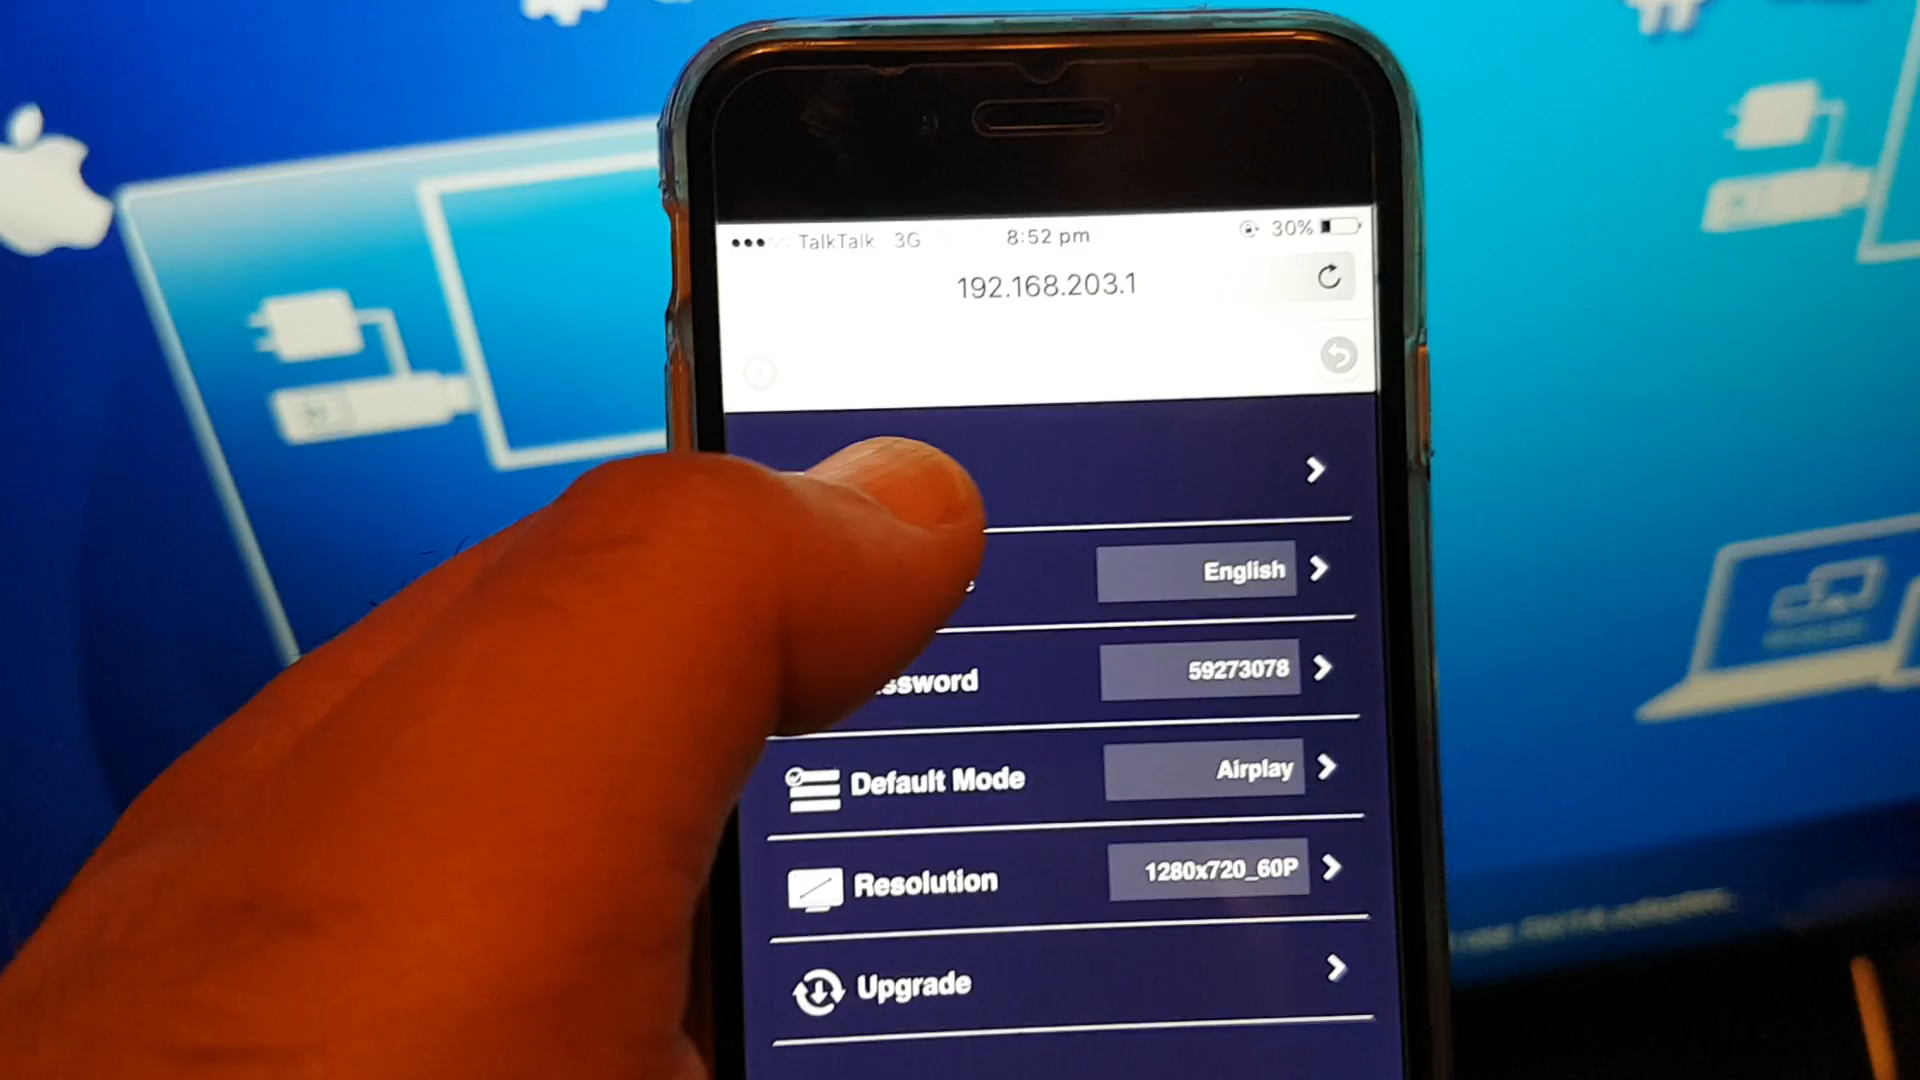 TalkTalk 3G 8:52 pm 30%
192.168.203.1
English
ssword 59273078
Default Mode Airplay
Resolution 1280x720_60P
Upgrade